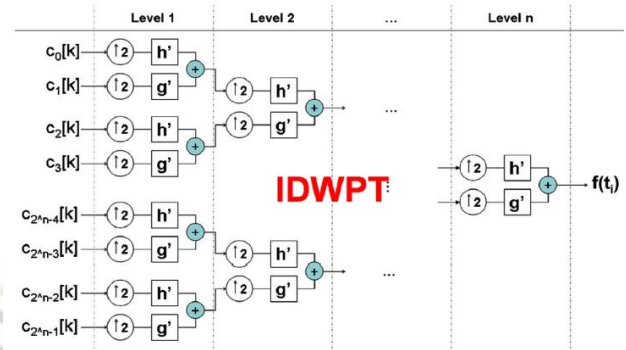 Level 1 Level 2 ... Level n
c0[k] ↑2 h'
c1[k] ↑2 g'
+
↑2 h'
↑2 g'
+
...
c2[k] ↑2 h'
c3[k] ↑2 g'
+
IDWPT
⋮
↑2 h'
↑2 g'
+
f(ti)
c2^n-4[k] ↑2 h'
c2^n-3[k] ↑2 g'
+
↑2 h'
↑2 g'
+
...
c2^n-2[k] ↑2 h'
c2^n-1[k] ↑2 g'
+